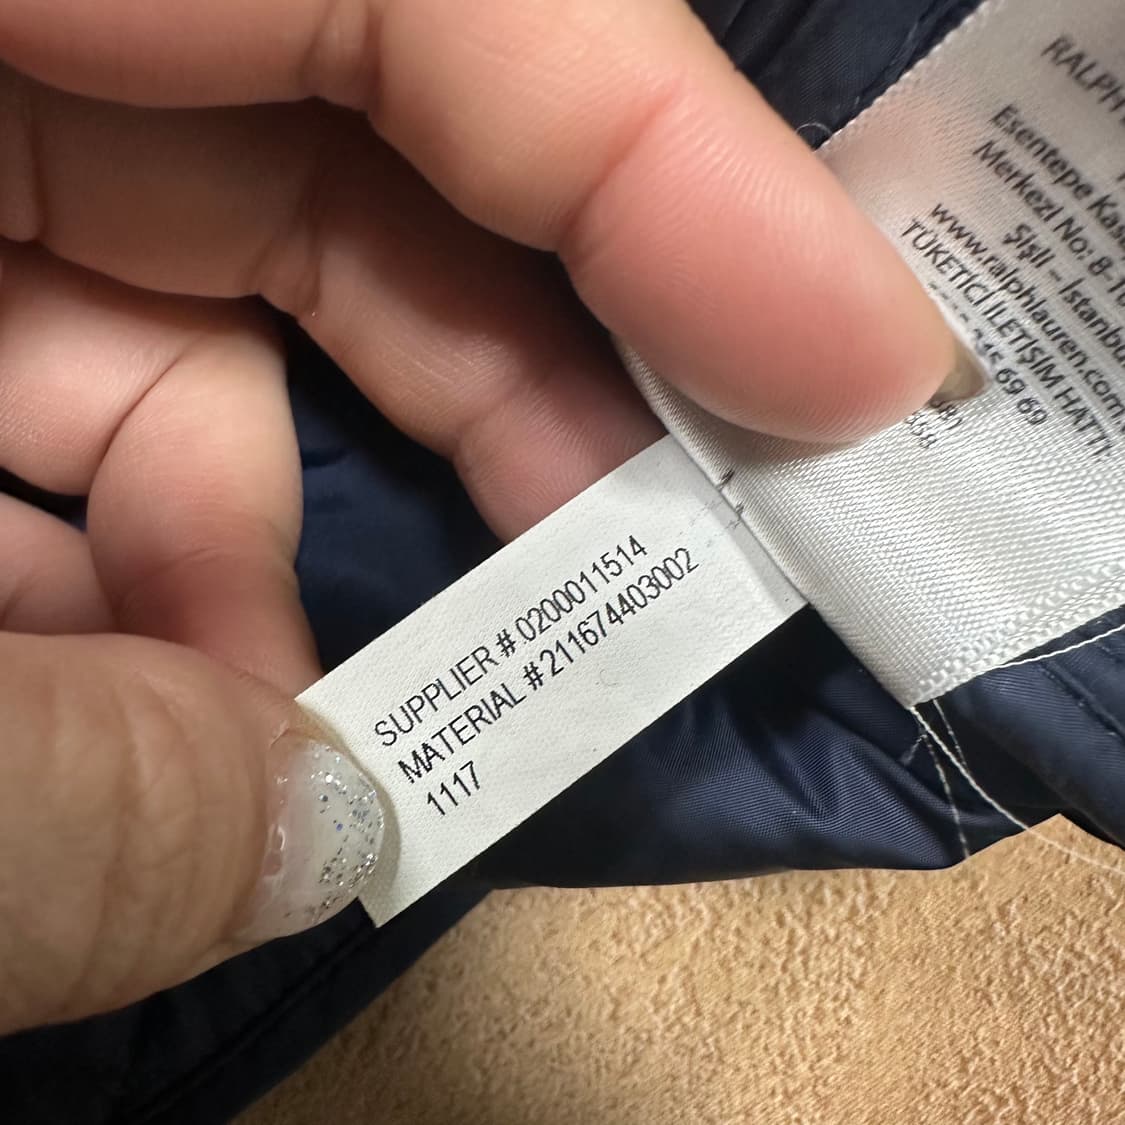 SUPPLIER # 0200011514
MATERIAL # 211674403002
1117
RALPH
Esentepe
Merkezi No: 8-
Şişli – İstanbu
www.ralphlauren.com
TÜKETİCİ İLETİŞİM HATTI
69 69